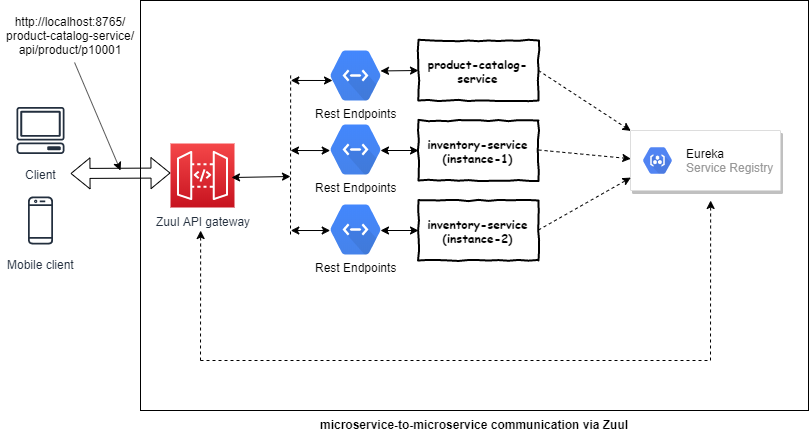 http://localhost:8765/
product-catalog-service/
api/product/p10001
Client
Mobile client
Zuul API gateway
Rest Endpoints
product-catalog-
service
Rest Endpoints
inventory-service
(instance-1)
Rest Endpoints
inventory-service
(instance-2)
Eureka
Service Registry
microservice-to-microservice communication via Zuul